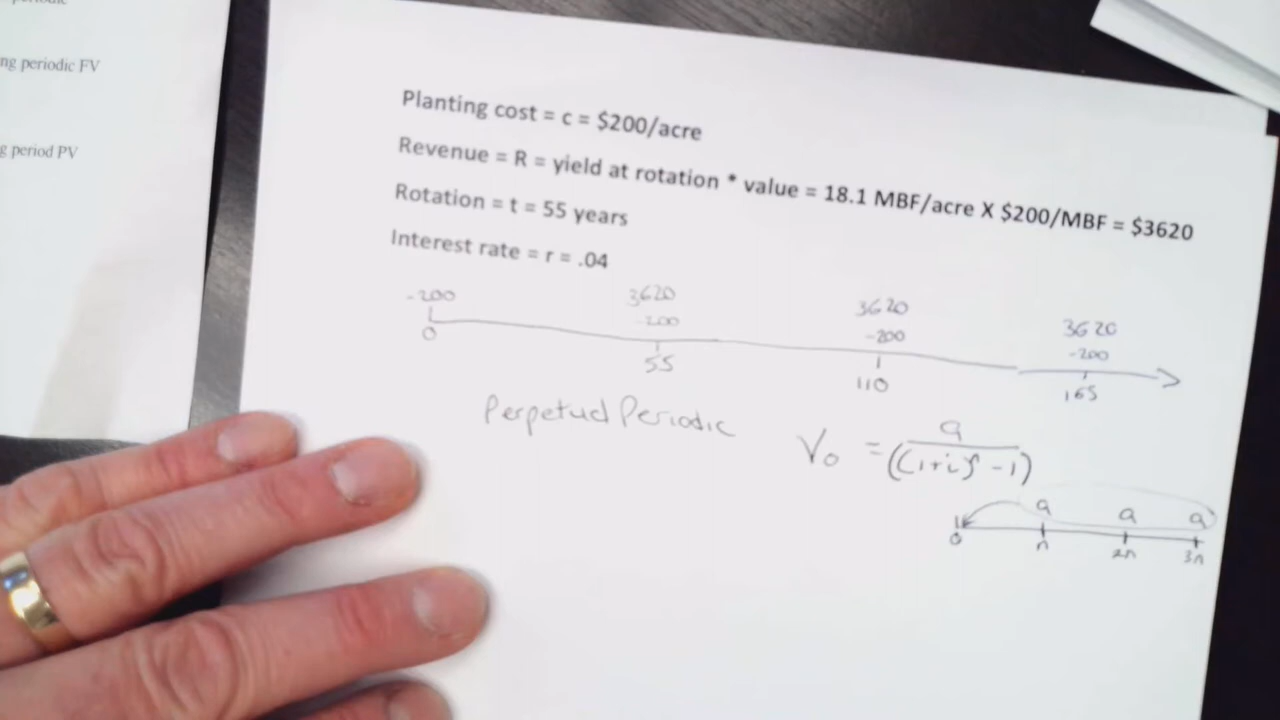 ng periodic FV
g period PV
Planting cost = c = $200/acre
Revenue = R = yield at rotation * value = 18.1 MBF/acre X $200/MBF = $3620
Rotation = t = 55 years
Interest rate = r = .04
-200 3620 3620 3620
-200 -200 -200
0 55 110 165
Perpetual Periodic V₀ = a / ((1+i)ⁿ - 1)
a a a
0 n 2n 3n